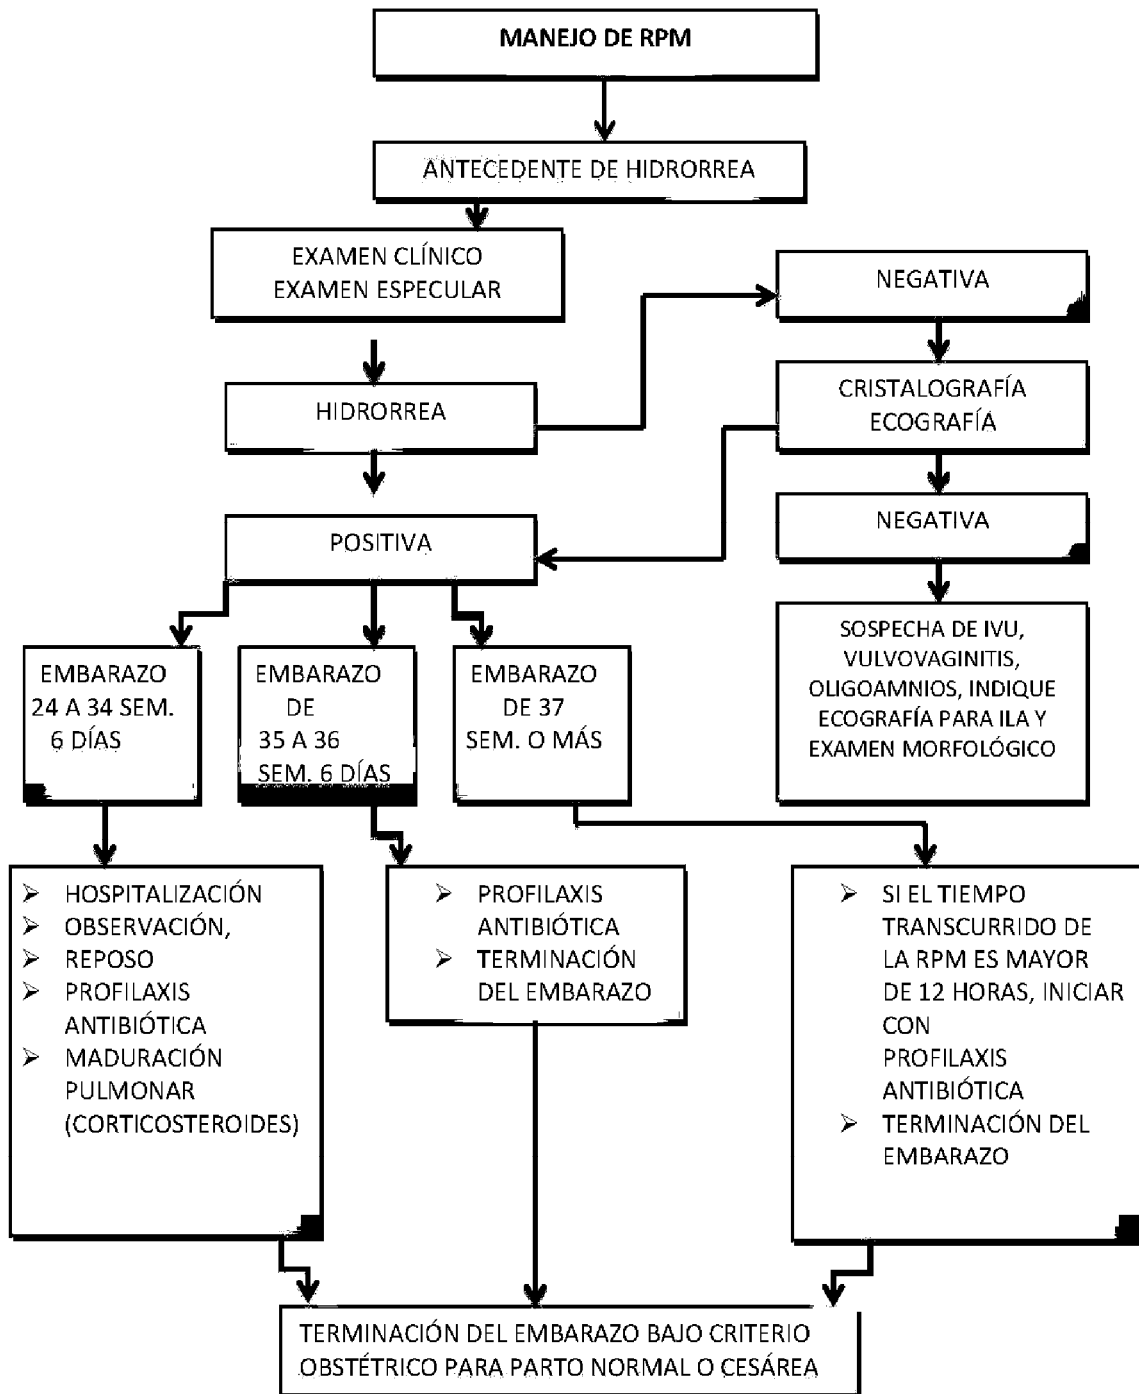 MANEJO DE RPM
ANTECEDENTE DE HIDRORREA
EXAMEN CLÍNICO
EXAMEN ESPECULAR
NEGATIVA
HIDRORREA
CRISTALOGRAFÍA
ECOGRAFÍA
POSITIVA
NEGATIVA
EMBARAZO
24 A 34 SEM.
6 DÍAS
EMBARAZO
DE
35 A 36
SEM. 6 DÍAS
EMBARAZO
DE 37
SEM. O MÁS
SOSPECHA DE IVU,
VULVOVAGINITIS,
OLIGOAMNIOS, INDIQUE
ECOGRAFÍA PARA ILA Y
EXAMEN MORFOLÓGICO
➢ HOSPITALIZACIÓN
➢ OBSERVACIÓN,
➢ REPOSO
➢ PROFILAXIS
ANTIBIÓTICA
➢ MADURACIÓN
PULMONAR
(CORTICOSTEROIDES)
➢ PROFILAXIS
ANTIBIÓTICA
➢ TERMINACIÓN
DEL EMBARAZO
➢ SI EL TIEMPO
TRANSCURRIDO DE
LA RPM ES MAYOR
DE 12 HORAS, INICIAR
CON
PROFILAXIS
ANTIBIÓTICA
➢ TERMINACIÓN DEL
EMBARAZO
TERMINACIÓN DEL EMBARAZO BAJO CRITERIO
OBSTÉTRICO PARA PARTO NORMAL O CESÁREA